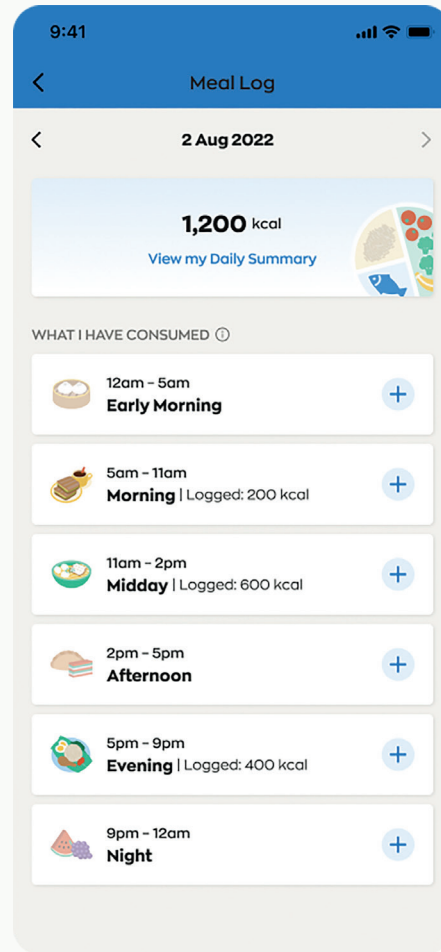 9:41
Meal Log
2 Aug 2022
1,200 kcal
View my Daily Summary
WHAT I HAVE CONSUMED
12am – 5am
Early Morning
5am – 11am
Morning | Logged: 200 kcal
11am – 2pm
Midday | Logged: 600 kcal
2pm – 5pm
Afternoon
5pm – 9pm
Evening | Logged: 400 kcal
9pm – 12am
Night